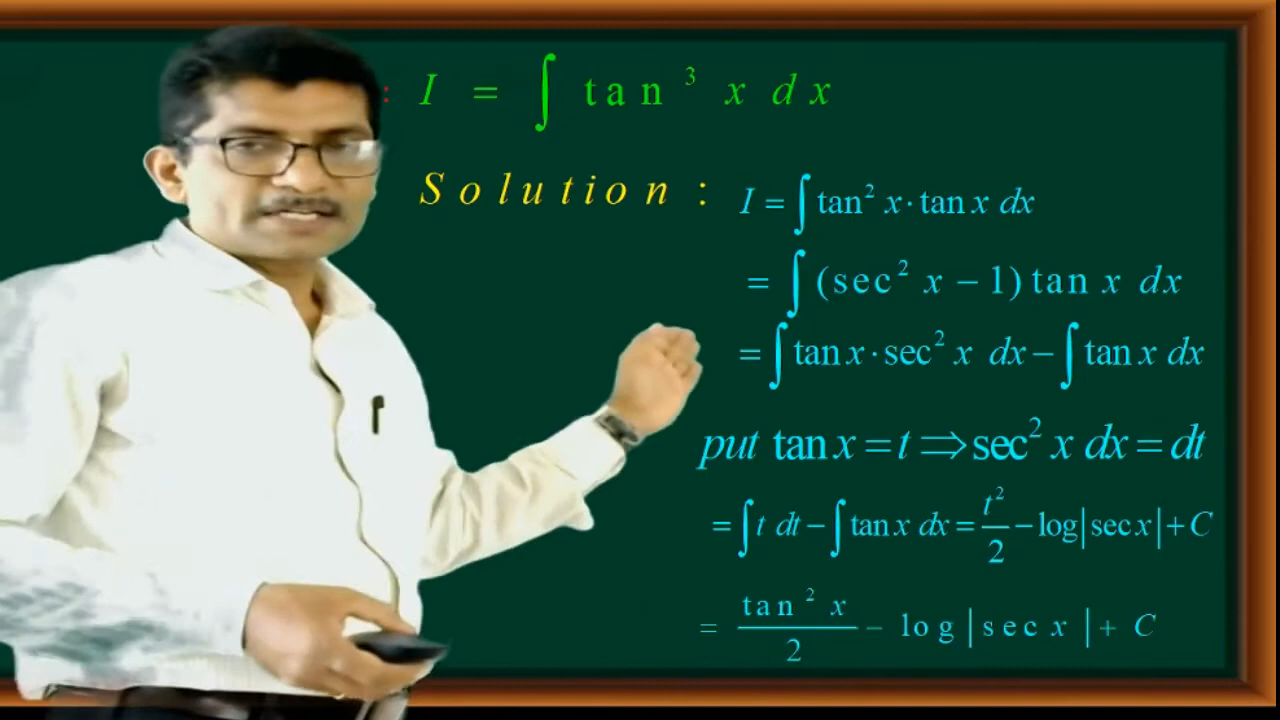 : I = ∫ tan³ x dx
Solution : I = ∫ tan² x · tan x dx
= ∫ (sec² x − 1) tan x dx
= ∫ tan x · sec² x dx − ∫ tan x dx
put tan x = t ⇒ sec² x dx = dt
= ∫ t dt − ∫ tan x dx = t²/2 − log|sec x| + C
= tan² x/2 − log|sec x| + C